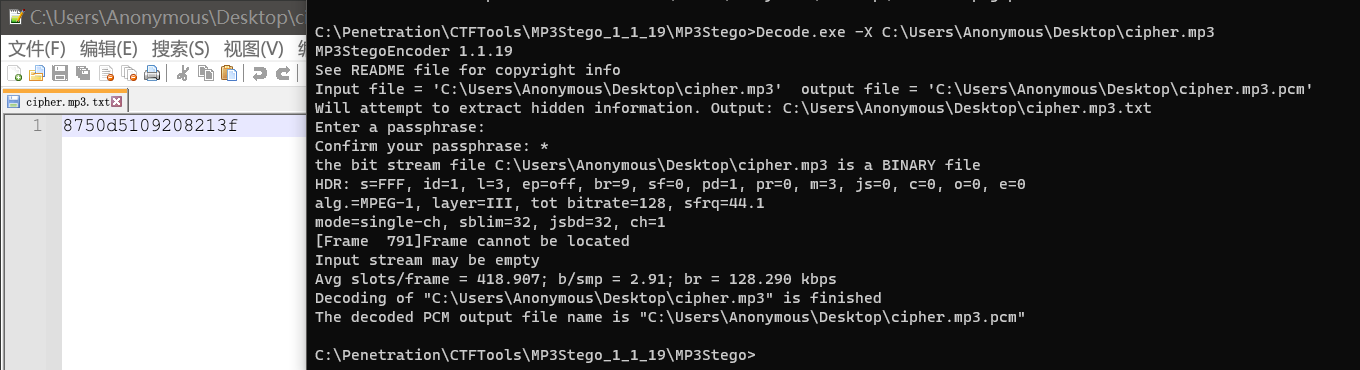 C:\Users\Anonymous\Desktop\c
文件(F) 编辑(E) 搜索(S) 视图(V)
cipher.mp3.txt
1 8750d5109208213f
C:\Penetration\CTFTools\MP3Stego_1_1_19\MP3Stego>Decode.exe -X C:\Users\Anonymous\Desktop\cipher.mp3
MP3StegoEncoder 1.1.19
See README file for copyright info
Input file = 'C:\Users\Anonymous\Desktop\cipher.mp3'  output file = 'C:\Users\Anonymous\Desktop\cipher.mp3.pcm'
Will attempt to extract hidden information. Output: C:\Users\Anonymous\Desktop\cipher.mp3.txt
Enter a passphrase:
Confirm your passphrase: *
the bit stream file C:\Users\Anonymous\Desktop\cipher.mp3 is a BINARY file
HDR: s=FFF, id=1, l=3, ep=off, br=9, sf=0, pd=1, pr=0, m=3, js=0, c=0, o=0, e=0
alg.=MPEG-1, layer=III, tot bitrate=128, sfrq=44.1
mode=single-ch, sblim=32, jsbd=32, ch=1
[Frame  791]Frame cannot be located
Input stream may be empty
Avg slots/frame = 418.907; b/smp = 2.91; br = 128.290 kbps
Decoding of "C:\Users\Anonymous\Desktop\cipher.mp3" is finished
The decoded PCM output file name is "C:\Users\Anonymous\Desktop\cipher.mp3.pcm"
C:\Penetration\CTFTools\MP3Stego_1_1_19\MP3Stego>